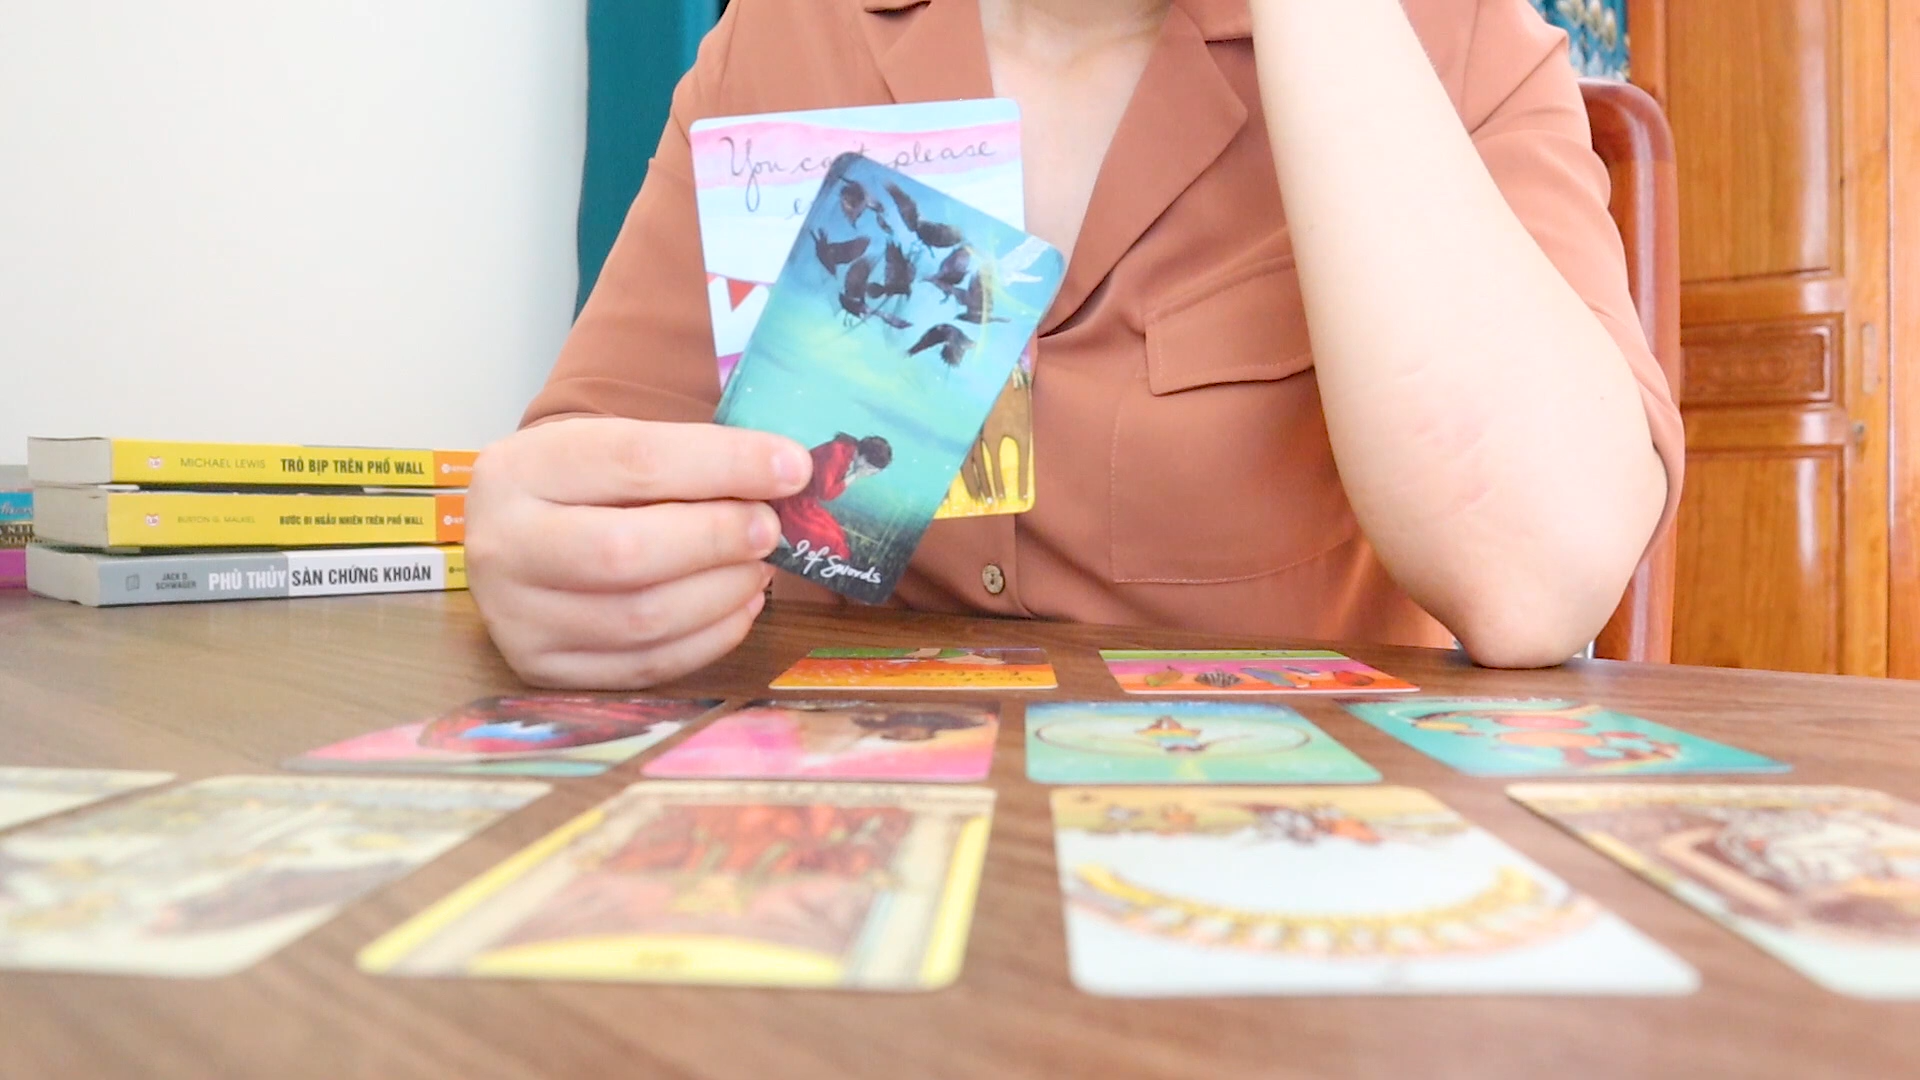 You can't please
9 of Swords
MICHAEL LEWIS TRÒ BỊP TRÊN PHỐ WALL
BURTON G. MALKIEL BƯỚC ĐI NGẪU NHIÊN TRÊN PHỐ WALL
JACK D. SCHWAGER PHÙ THỦY SÀN CHỨNG KHOÁN